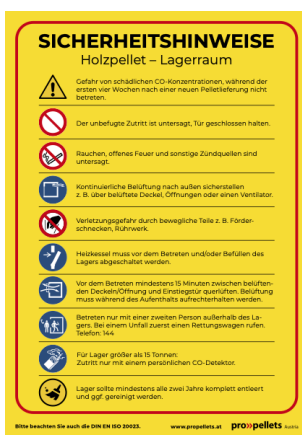 SICHERHEITSHINWEISE
Holzpellet – Lagerraum
Gefahr von schädlichen CO-Konzentrationen, während der
ersten vier Wochen nach einer neuen Pelletlieferung nicht
betreten.
Der unbefugte Zutritt ist untersagt, Tür geschlossen halten.
Rauchen, offenes Feuer und sonstige Zündquellen sind
untersagt.
Kontinuierliche Belüftung nach außen sicherstellen
z. B. über belüftete Deckel, Öffnungen oder einen Ventilator.
Verletzungsgefahr durch bewegliche Teile z. B. Förder-
schnecken, Rührwerk.
Heizkessel muss vor dem Betreten und/oder Befüllen des
Lagers abgeschaltet werden.
Vor dem Betreten mindestens 15 Minuten zwischen belüften-
den Deckeln/Öffnung und Einstiegstür querlüften. Belüftung
muss während des Aufenthalts aufrechterhalten werden.
Betreten nur mit einer zweiten Person außerhalb des La-
gers. Bei einem Unfall zuerst einen Rettungswagen rufen.
Telefon: 144
Für Lager größer als 15 Tonnen:
Zutritt nur mit einem persönlichen CO-Detektor.
Lager sollte mindestens alle zwei Jahre komplett entleert
und ggf. gereinigt werden.
Bitte beachten Sie auch die DIN EN ISO 20023. www.propellets.at pro»pellets Austria